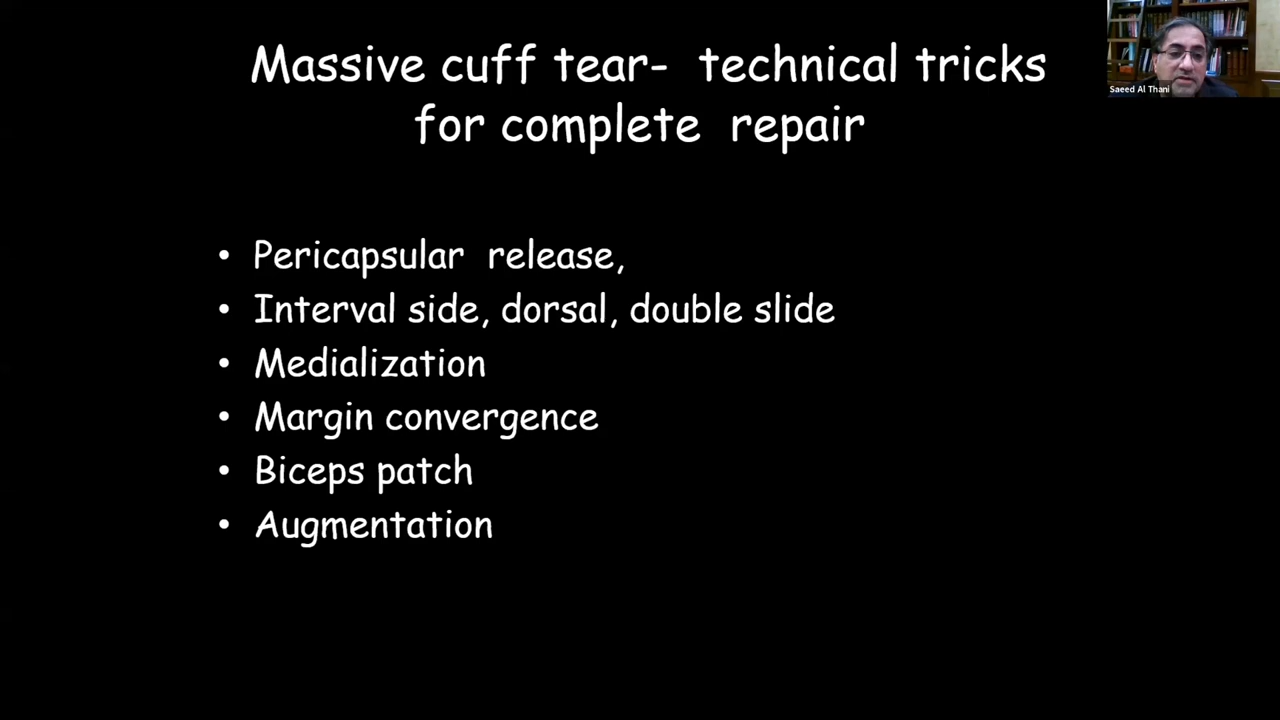 Massive cuff tear- technical tricks
for complete repair
Saeed Al Thani
• Pericapsular release,
• Interval side, dorsal, double slide
• Medialization
• Margin convergence
• Biceps patch
• Augmentation